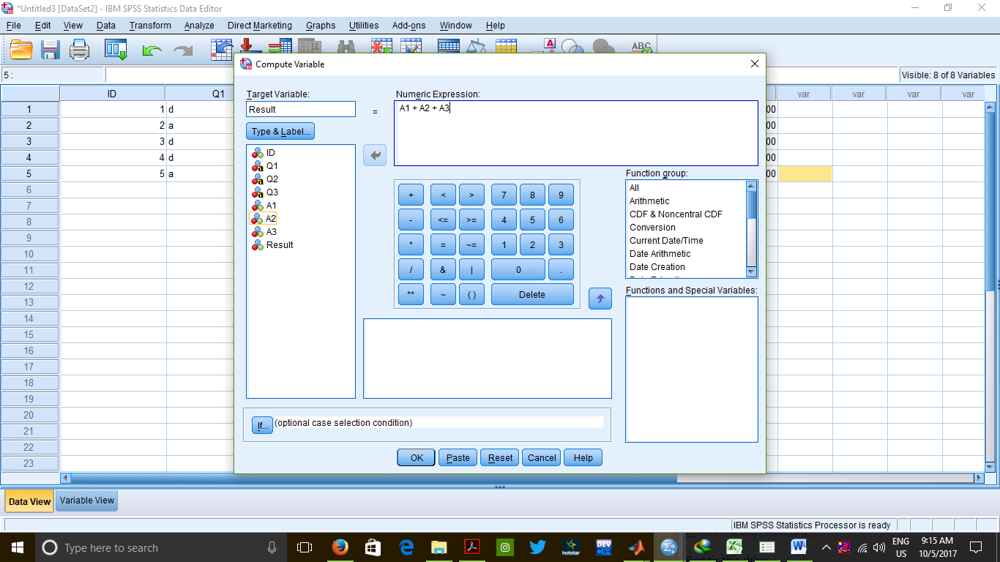 *Untitled3 [DataSet2] - IBM SPSS Statistics Data Editor
File Edit View Data Transform Analyze Direct Marketing Graphs Utilities Add-ons Window Help
A ABC
5 : Visible: 8 of 8 Variables
Compute Variable
ID Q1 var var var var
1 1 d 00
2 2 a 00
3 3 d 00
4 4 d 00
5 5 a 00
6
7
8
9
10
11
12
13
14
15
16
17
18
19
20
21
22
23
Target Variable:
Result
=
Numeric Expression:
A1 + A2 + A3
Type & Label...
ID
Q1
Q2
Q3
A1
A2
A3
Result
+ < > 7 8 9
- <= >= 4 5 6
* = ~= 1 2 3
/ & | 0 .
** ~ ( ) Delete
Function group:
All
Arithmetic
CDF & Noncentral CDF
Conversion
Current Date/Time
Date Arithmetic
Date Creation
Functions and Special Variables:
If... (optional case selection condition)
OK Paste Reset Cancel Help
Data View Variable View
IBM SPSS Statistics Processor is ready
Type here to search
hotstar
DEV
ENG
US
9:15 AM
10/5/2017